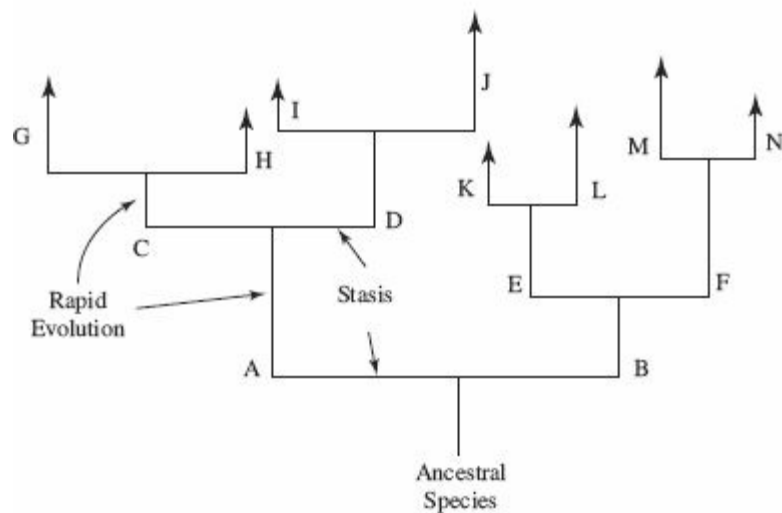 J
I
G
H
M
N
K
L
C
D
E
F
Rapid
Evolution
Stasis
A
B
Ancestral
Species